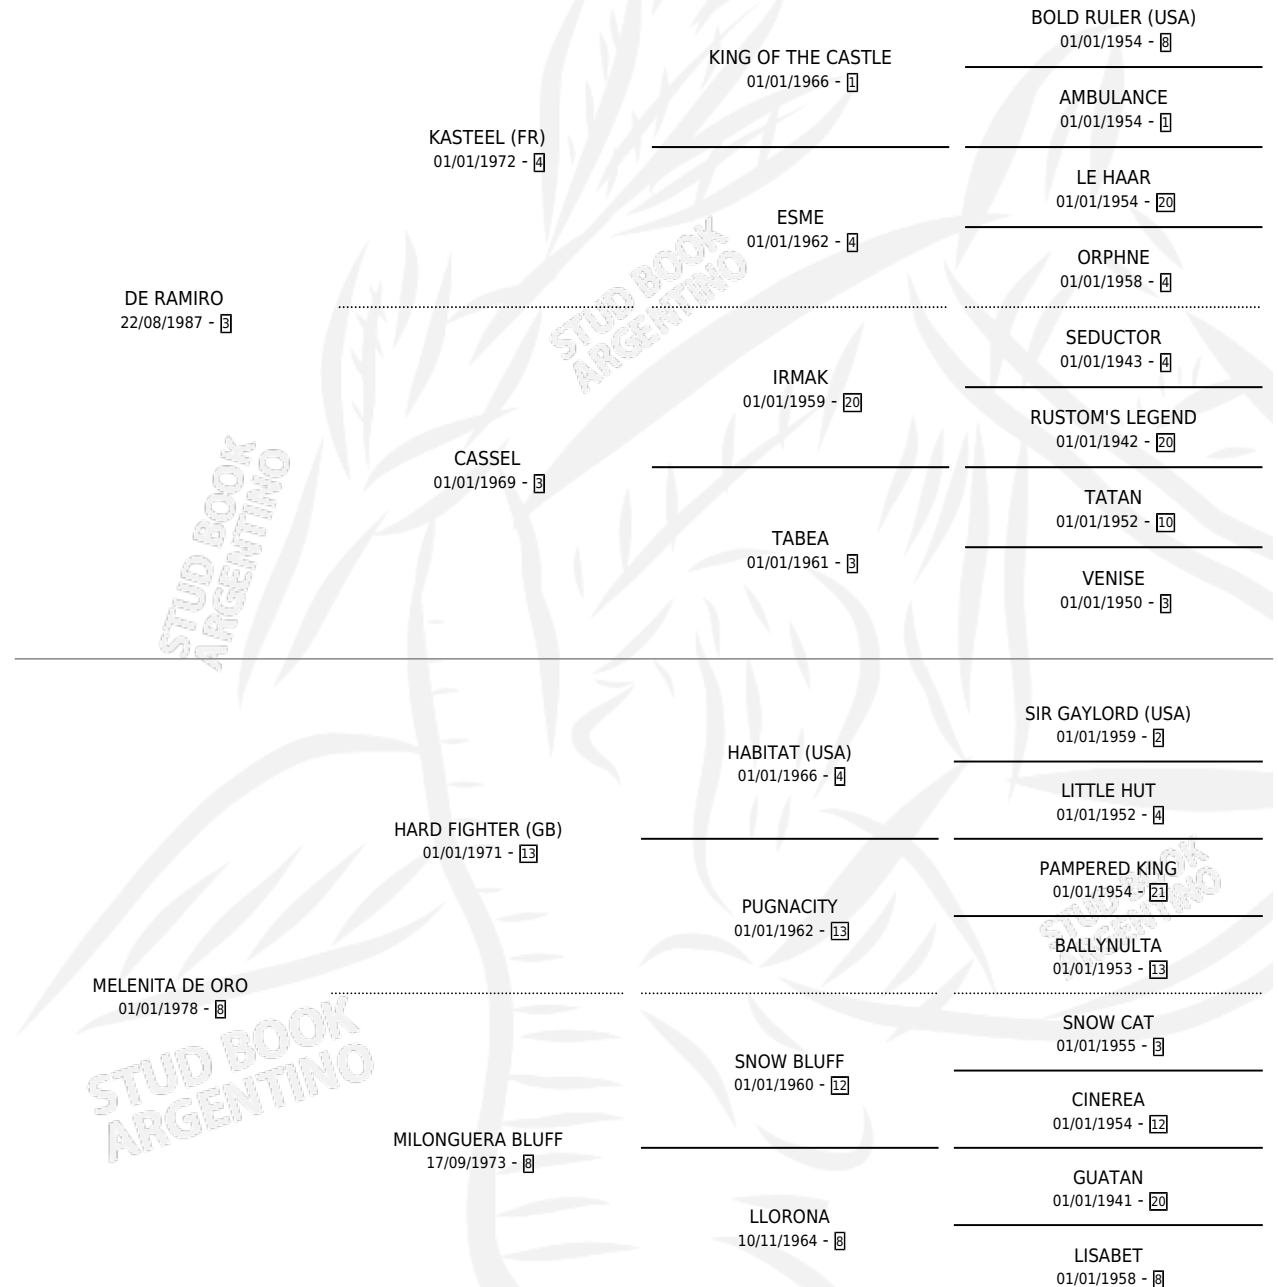 BOLD RULER (USA)
01/01/1954 - 8
KING OF THE CASTLE
01/01/1966 - 1
AMBULANCE
01/01/1954 - 1
KASTEEL (FR)
01/01/1972 - 4
LE HAAR
01/01/1954 - 20
ESME
01/01/1962 - 4
ORPHNE
01/01/1958 - 4
DE RAMIRO
22/08/1987 - 3
SEDUCTOR
01/01/1943 - 4
IRMAK
01/01/1959 - 20
RUSTOM'S LEGEND
01/01/1942 - 20
CASSEL
01/01/1969 - 3
TATAN
01/01/1952 - 10
TABEA
01/01/1961 - 3
VENISE
01/01/1950 - 3
STUD BOOK
ARGENTINO
STUD BOOK
ARGENTINO
SIR GAYLORD (USA)
01/01/1959 - 2
HABITAT (USA)
01/01/1966 - 4
LITTLE HUT
01/01/1952 - 4
HARD FIGHTER (GB)
01/01/1971 - 13
PAMPERED KING
01/01/1954 - 21
PUGNACITY
01/01/1962 - 13
BALLYNULTA
01/01/1953 - 13
STUD BOOK
ARGENTINO
MELENITA DE ORO
01/01/1978 - 8
SNOW CAT
01/01/1955 - 3
SNOW BLUFF
01/01/1960 - 12
CINEREA
01/01/1954 - 12
STUD BOOK
ARGENTINO
MILONGUERA BLUFF
17/09/1973 - 8
GUATAN
01/01/1941 - 20
LLORONA
10/11/1964 - 8
LISABET
01/01/1958 - 8